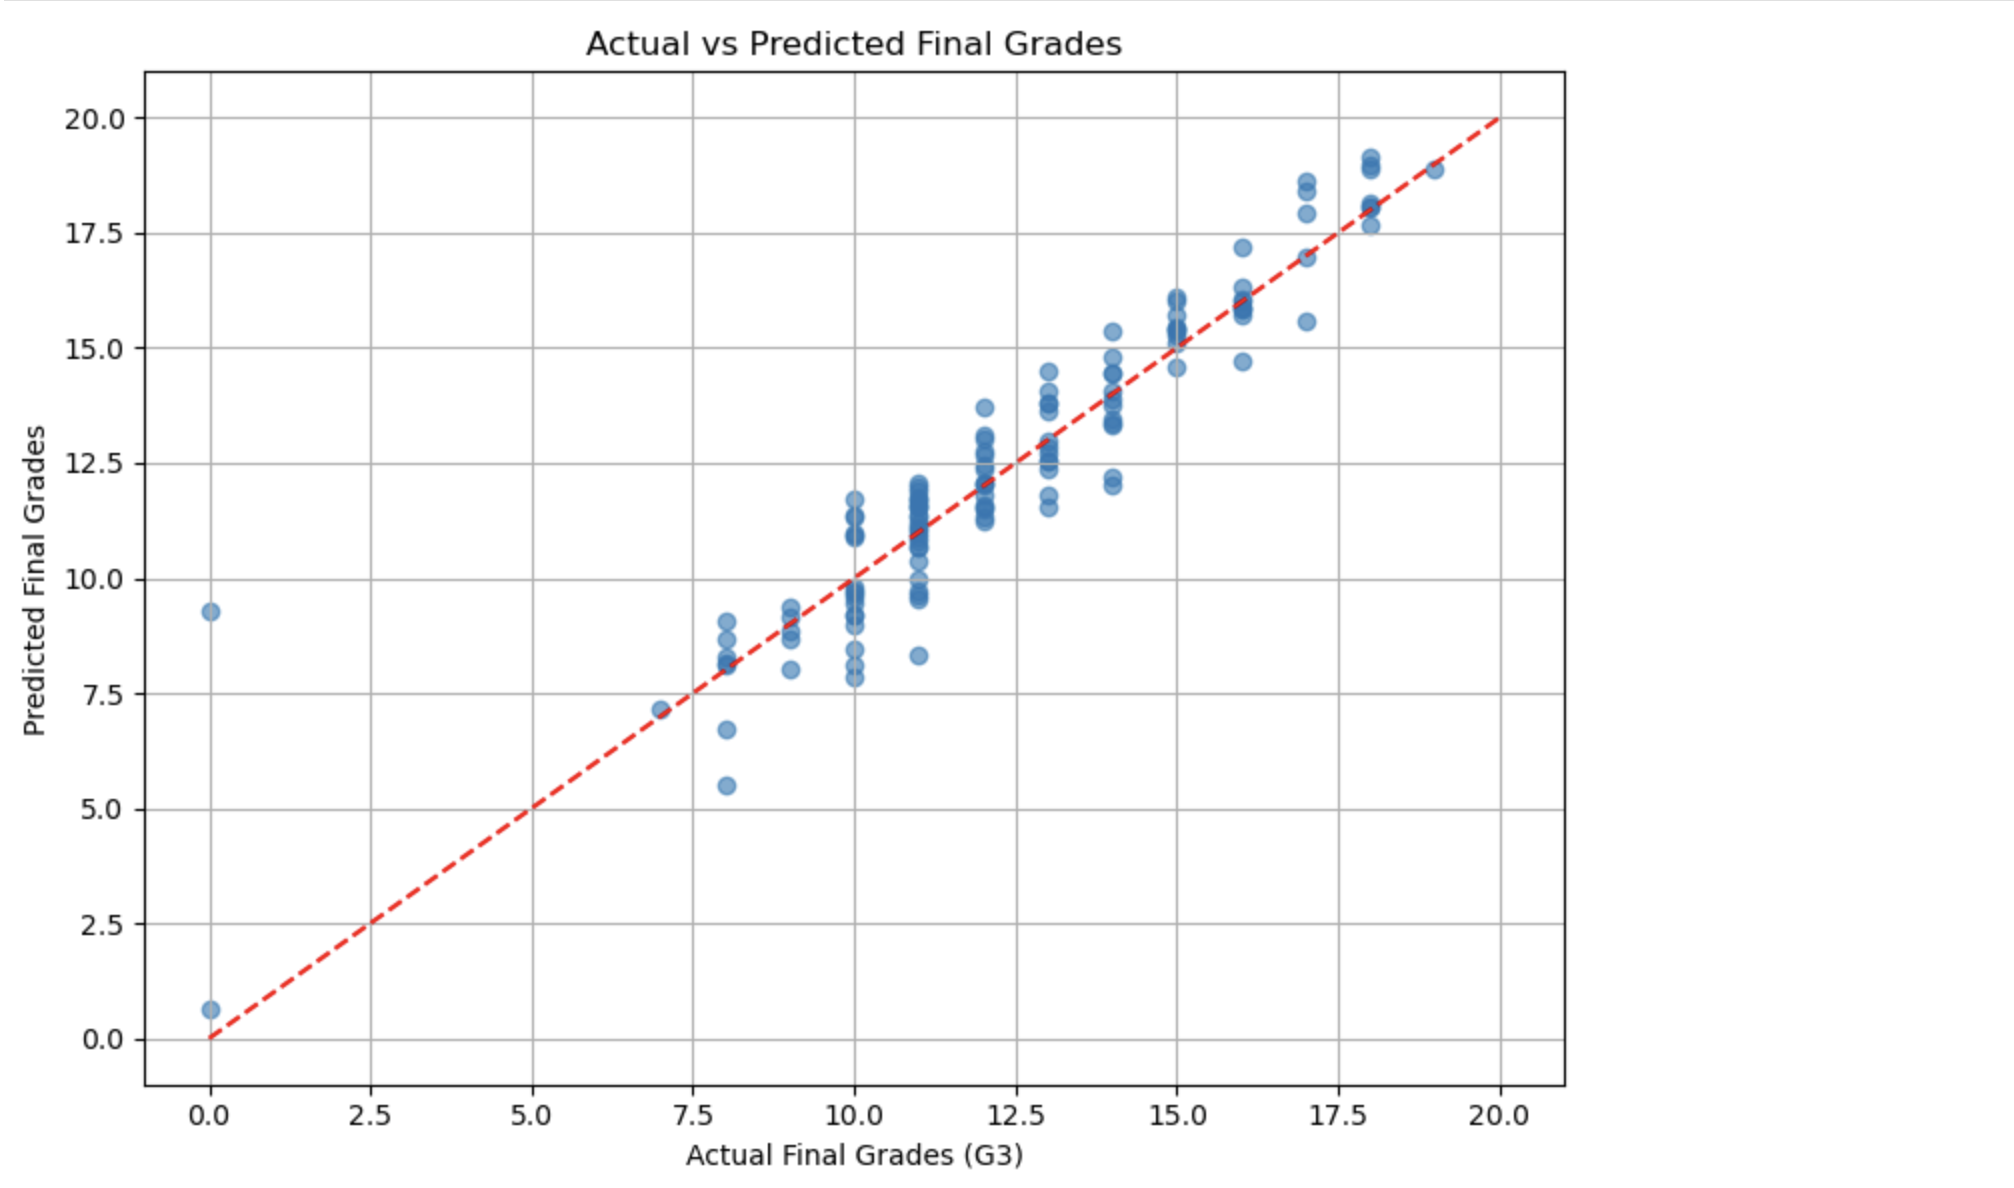 Actual vs Predicted Final Grades
Predicted Final Grades
20.0
17.5
15.0
12.5
10.0
7.5
5.0
2.5
0.0
0.0 2.5 5.0 7.5 10.0 12.5 15.0 17.5 20.0
Actual Final Grades (G3)